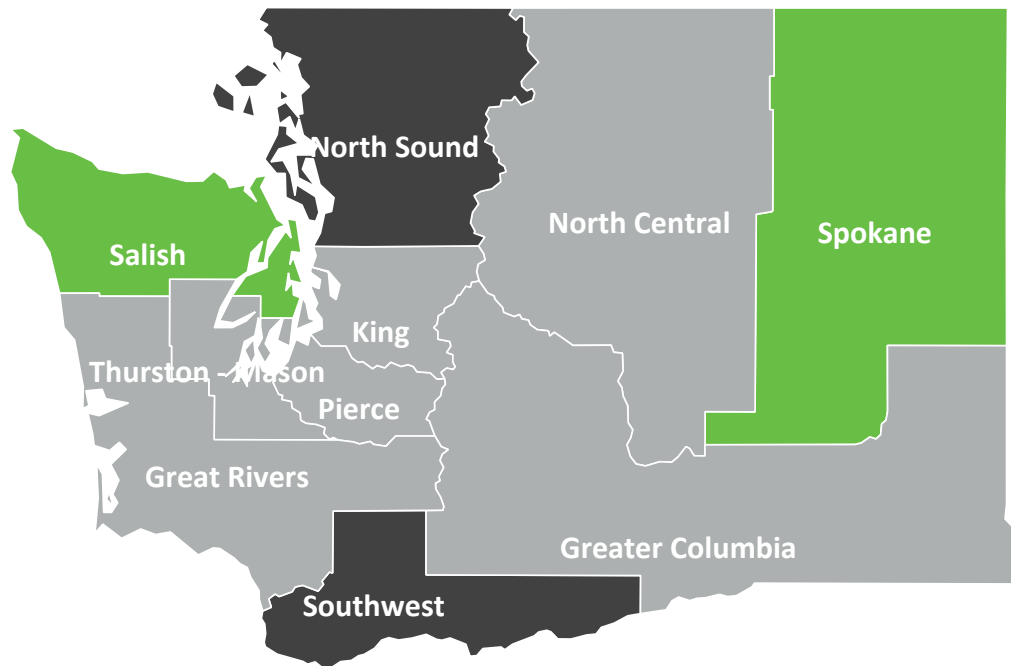 North Sound
North Central
Spokane
Salish
King
Thurston - Mason
Pierce
Great Rivers
Greater Columbia
Southwest